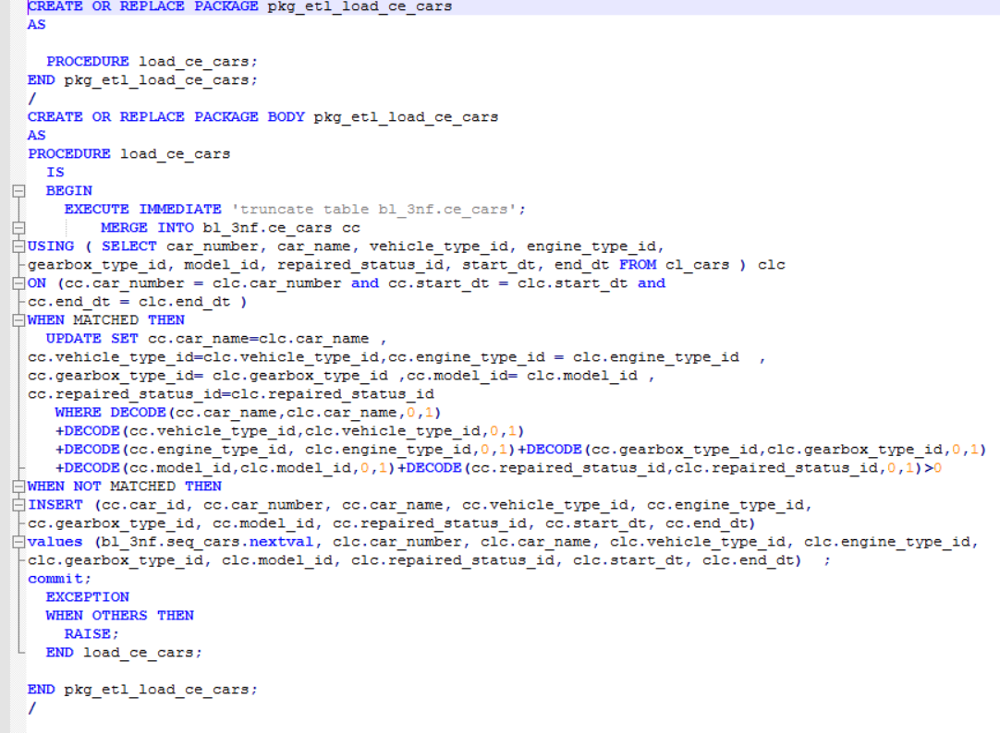 CREATE OR REPLACE PACKAGE pkg_etl_load_ce_cars
AS
PROCEDURE load_ce_cars;
END pkg_etl_load_ce_cars;
/
CREATE OR REPLACE PACKAGE BODY pkg_etl_load_ce_cars
AS
PROCEDURE load_ce_cars
IS
BEGIN
EXECUTE IMMEDIATE 'truncate table bl_3nf.ce_cars';
MERGE INTO bl_3nf.ce_cars cc
USING ( SELECT car_number, car_name, vehicle_type_id, engine_type_id,
gearbox_type_id, model_id, repaired_status_id, start_dt, end_dt FROM cl_cars ) clc
ON (cc.car_number = clc.car_number and cc.start_dt = clc.start_dt and
cc.end_dt = clc.end_dt )
WHEN MATCHED THEN
UPDATE SET cc.car_name=clc.car_name ,
cc.vehicle_type_id=clc.vehicle_type_id,cc.engine_type_id = clc.engine_type_id  ,
cc.gearbox_type_id= clc.gearbox_type_id ,cc.model_id= clc.model_id ,
cc.repaired_status_id=clc.repaired_status_id
WHERE DECODE(cc.car_name,clc.car_name,0,1)
+DECODE(cc.vehicle_type_id,clc.vehicle_type_id,0,1)
+DECODE(cc.engine_type_id, clc.engine_type_id,0,1)+DECODE(cc.gearbox_type_id,clc.gearbox_type_id,0,1)
+DECODE(cc.model_id,clc.model_id,0,1)+DECODE(cc.repaired_status_id,clc.repaired_status_id,0,1)>0
WHEN NOT MATCHED THEN
INSERT (cc.car_id, cc.car_number, cc.car_name, cc.vehicle_type_id, cc.engine_type_id,
cc.gearbox_type_id, cc.model_id, cc.repaired_status_id, cc.start_dt, cc.end_dt)
values (bl_3nf.seq_cars.nextval, clc.car_number, clc.car_name, clc.vehicle_type_id, clc.engine_type_id,
clc.gearbox_type_id, clc.model_id, clc.repaired_status_id, clc.start_dt, clc.end_dt)  ;
commit;
EXCEPTION
WHEN OTHERS THEN
RAISE;
END load_ce_cars;
END pkg_etl_load_ce_cars;
/